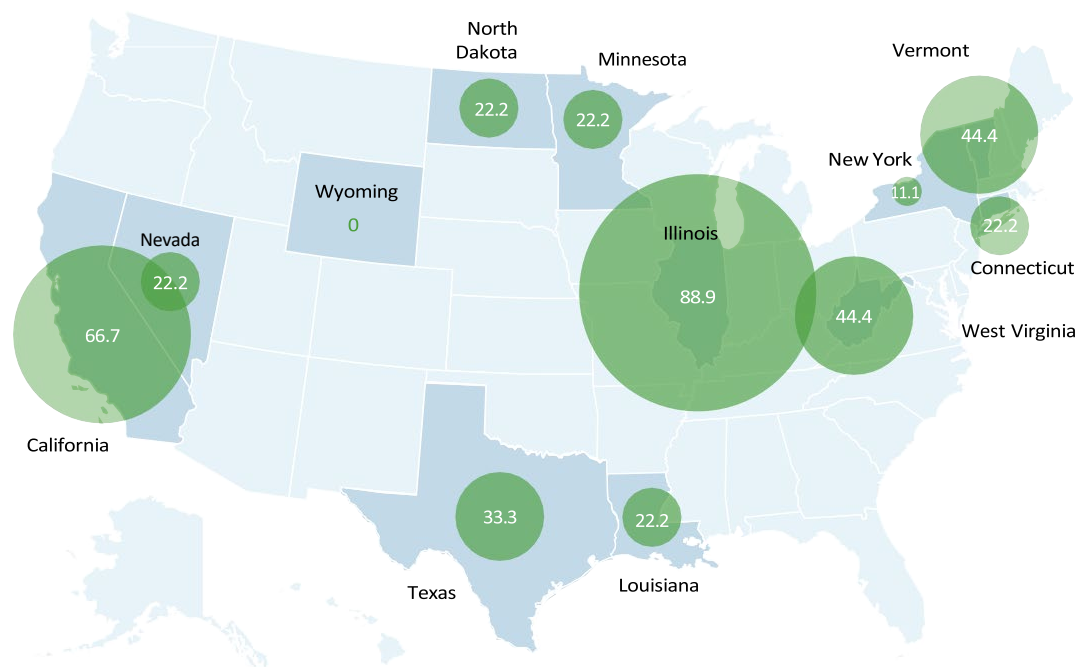 North
Dakota
22.2
Minnesota
22.2
Vermont
44.4
New York
11.1
Wyoming
0
Connecticut
22.2
Nevada
22.2
Illinois
88.9
West Virginia
44.4
66.7
California
33.3
Texas
22.2
Louisiana